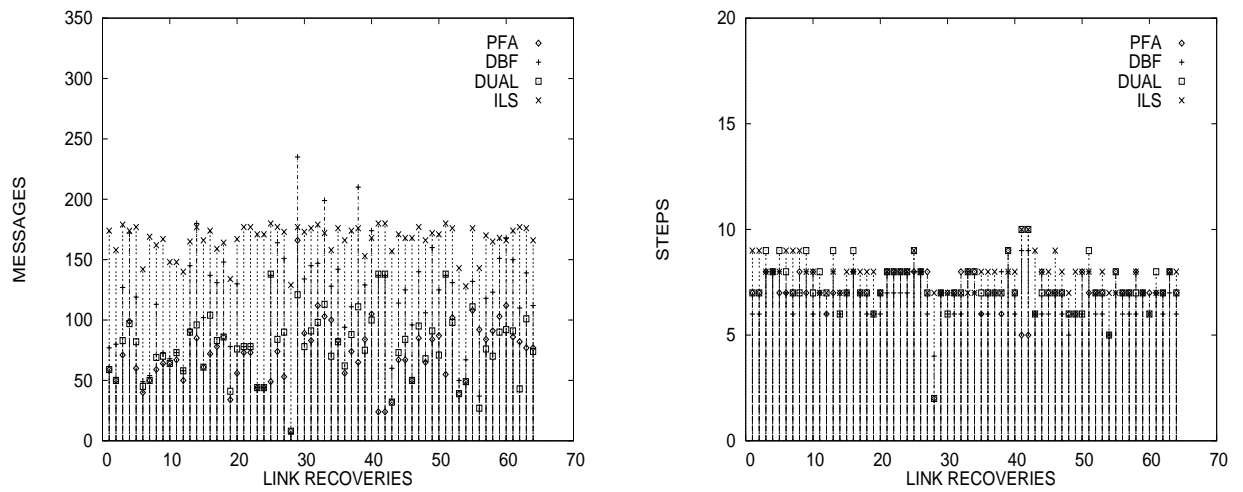 350
300
250
200
150
100
50
0
MESSAGES
PFA
DBF
DUAL
ILS
0 10 20 30 40 50 60 70
LINK RECOVERIES
20
15
10
5
0
STEPS
PFA
DBF
DUAL
ILS
0 10 20 30 40 50 60 70
LINK RECOVERIES